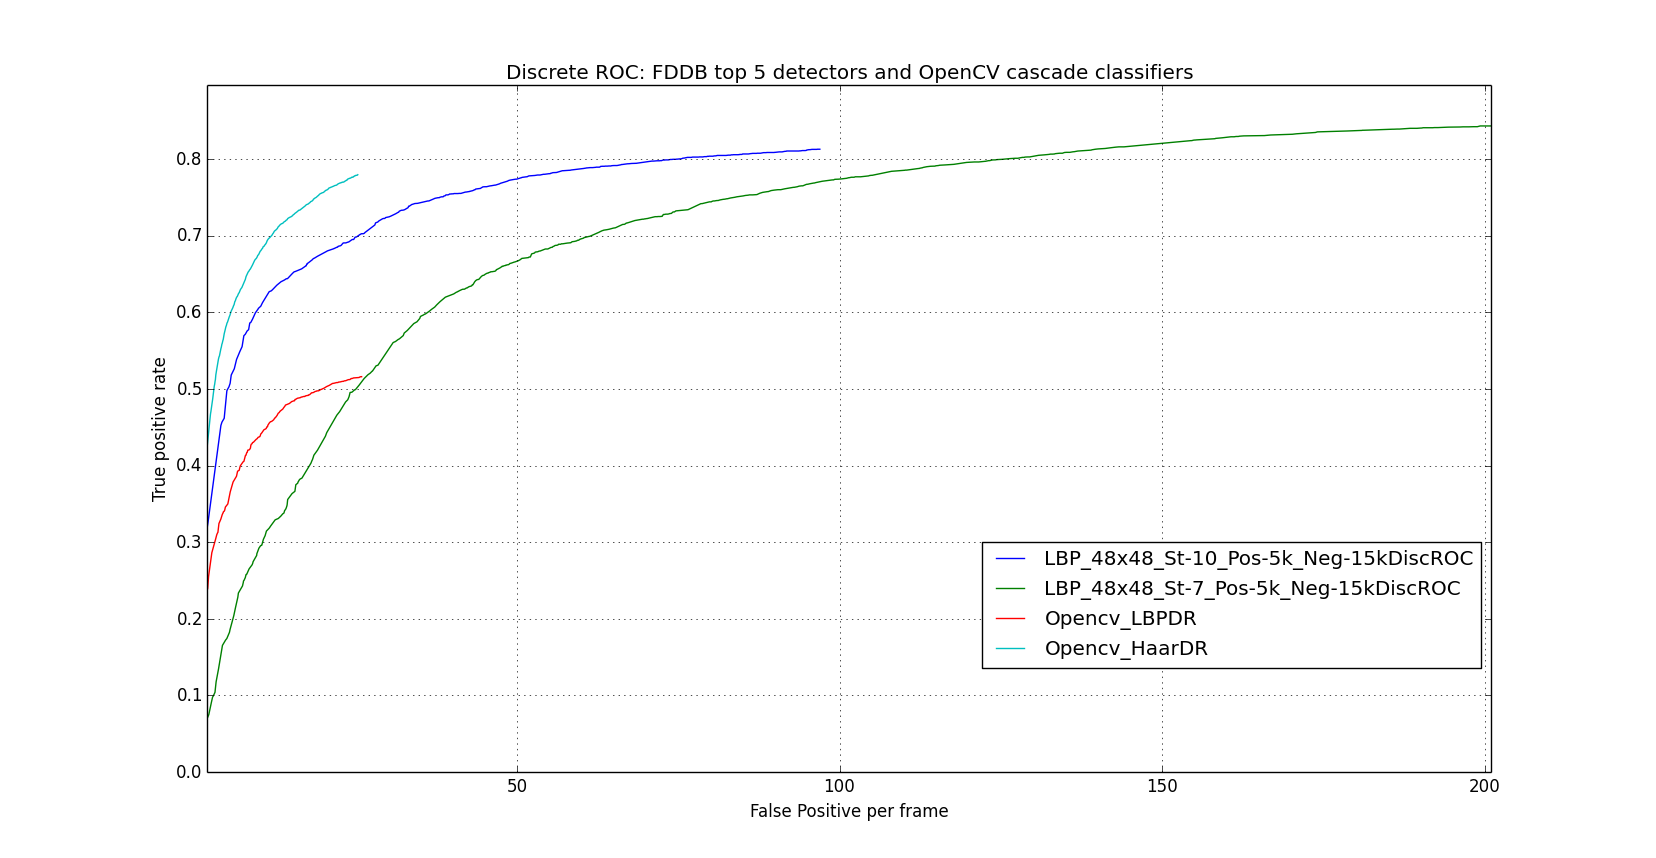 Discrete ROC: FDDB top 5 detectors and OpenCV cascade classifiers
0.8
0.7
0.6
0.5
0.4
0.3
0.2
0.1
0.0
True positive rate
LBP_48x48_St-10_Pos-5k_Neg-15kDiscROC
LBP_48x48_St-7_Pos-5k_Neg-15kDiscROC
Opencv_LBPDR
Opencv_HaarDR
50 100 150 200
False Positive per frame